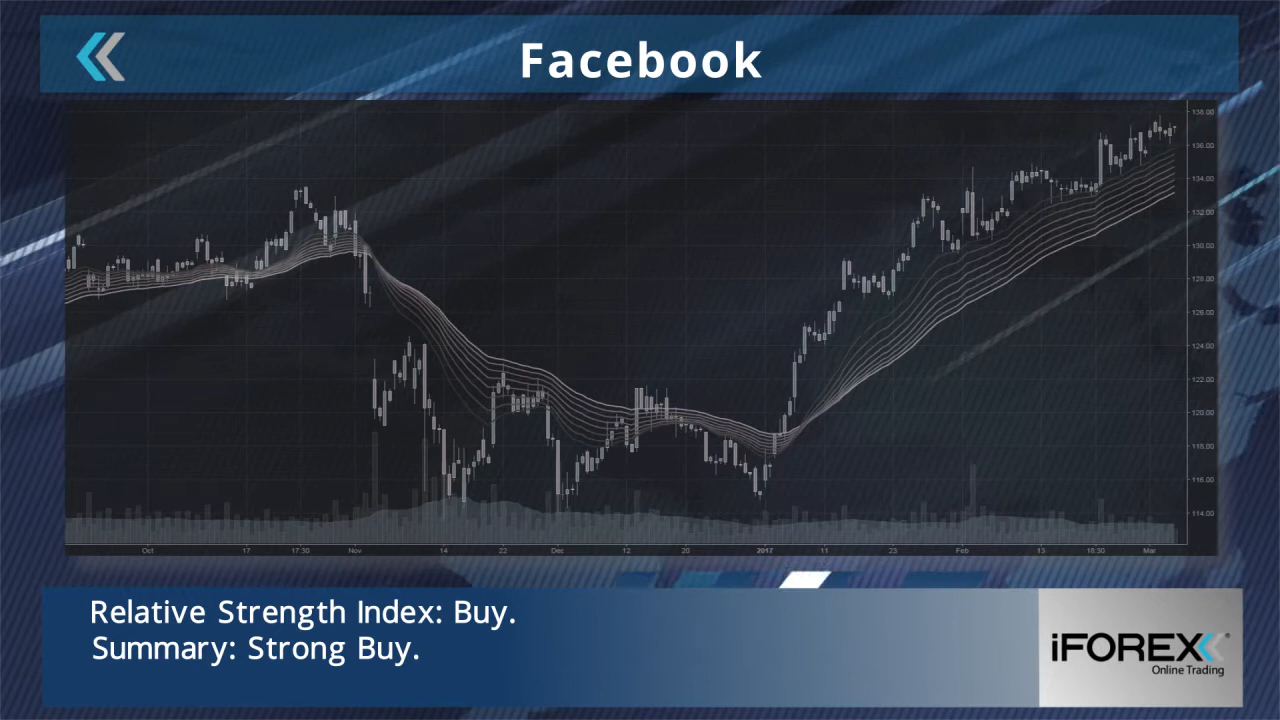 Facebook
138.00
136.00
134.00
132.00
130.00
128.00
126.00
124.00
122.00
120.00
118.00
116.00
114.00
Oct 17 17:30 Nov 14 22 Dec 12 20 2017 11 23 Feb 13 18:30 Mar
Relative Strength Index: Buy.
Summary: Strong Buy.
iFOREX®
Online Trading